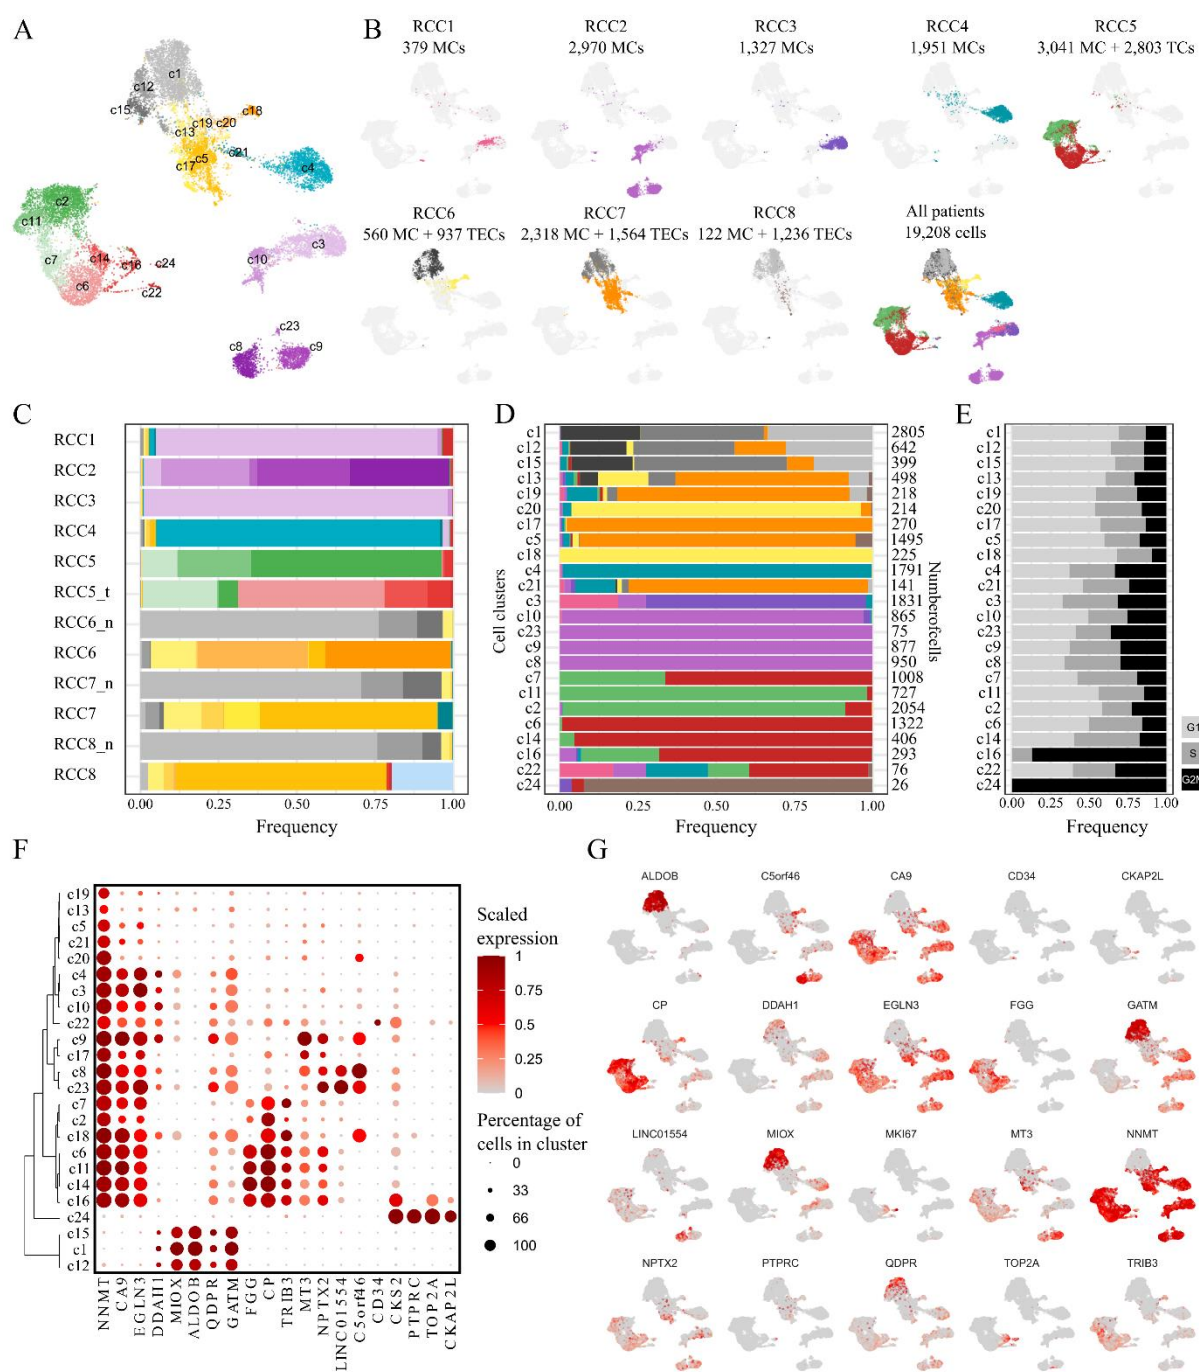 A
c1
c12
c15
c18
c19
c20
c13
c5
c17
c21
c4
c2
c11
c7
c14
c16
c24
c6
c22
c3
c10
c23
c8
c9
B
RCC1
379 MCs
RCC2
2,970 MCs
RCC3
1,327 MCs
RCC4
1,951 MCs
RCC5
3,041 MC + 2,803 TCs
RCC6
560 MC + 937 TECs
RCC7
2,318 MC + 1,564 TECs
RCC8
122 MC + 1,236 TECs
All patients
19,208 cells
C
RCC1
RCC2
RCC3
RCC4
RCC5
RCC5_t
RCC6_n
RCC6
RCC7_n
RCC7
RCC8_n
RCC8
0.00 0.25 0.50 0.75 1.00
Frequency
D
Cell clusters
c1 2805
c12 642
c15 399
c13 498
c19 218
c20 214
c17 270
c5 1495
c18 225
c4 1791
c21 141
c3 1831
c10 865
c23 75
c9 877
c8 950
c7 1008
c11 727
c2 2054
c6 1322
c14 406
c16 293
c22 76
c24 26
Numberofcells
0.00 0.25 0.50 0.75 1.00
Frequency
E
c1
c12
c15
c13
c19
c20
c17
c5
c18
c4
c21
c3
c10
c23
c9
c8
c7
c11
c2
c6
c14
c16
c22
c24
0.00 0.25 0.50 0.75 1.00
Frequency
G1
S
G2M
F
c19
c13
c5
c21
c20
c4
c3
c10
c22
c9
c17
c8
c23
c7
c2
c18
c6
c11
c14
c16
c24
c15
c1
c12
NNMT
CA9
EGLN3
DDAH1
MIOX
ALDOB
QDPR
GATM
FGG
CP
TRIB3
MT3
NPTX2
LINC01554
C5orf46
CD34
CKS2
PTPRC
TOP2A
CKAP2L
Scaled
expression
1
0.75
0.5
0.25
0
Percentage of
cells in cluster
0
33
66
100
G
ALDOB C5orf46 CA9 CD34 CKAP2L
CP DDAH1 EGLN3 FGG GATM
LINC01554 MIOX MKI67 MT3 NNMT
NPTX2 PTPRC QDPR TOP2A TRIB3